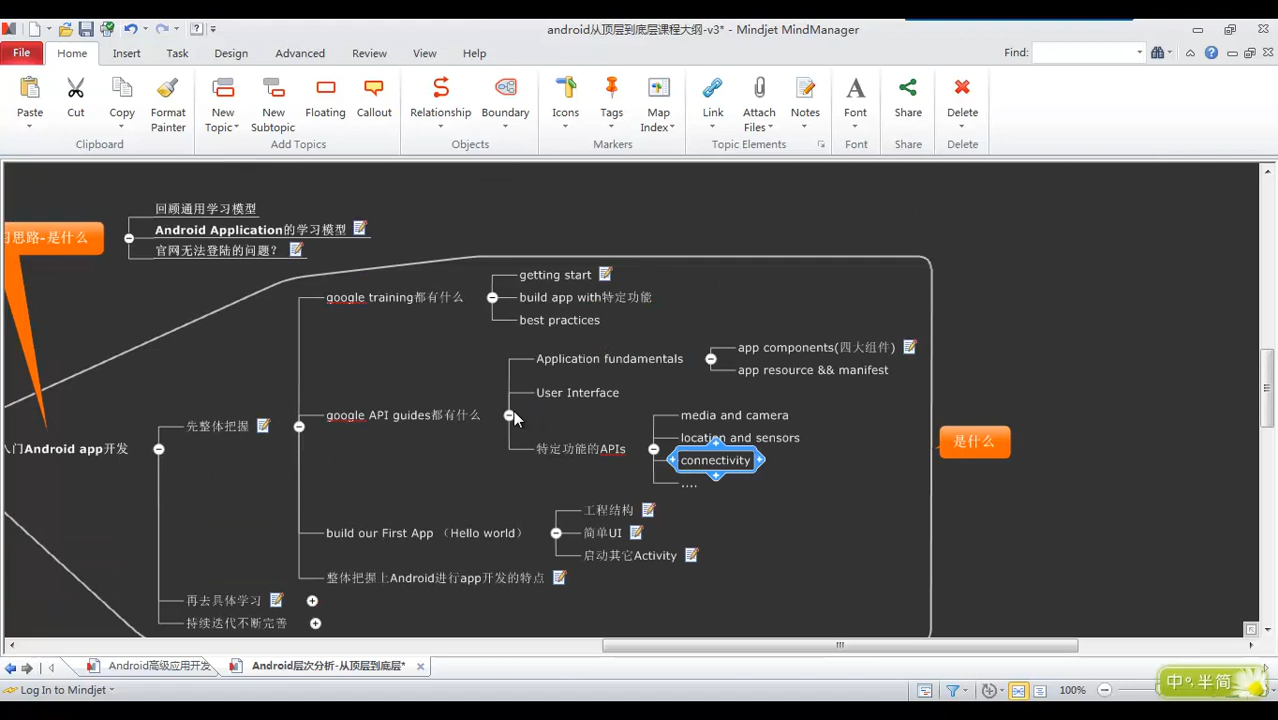 android从顶层到底层课程大纲-v3* - Mindjet MindManager
File Home Insert Task Design Advanced Review View Help Find:
Paste Cut Copy Format Painter New Topic New Subtopic Floating Callout Relationship Boundary Icons Tags Map Index Link Attach Files Notes Font Share Delete
Clipboard Add Topics Objects Markers Topic Elements Font Share Delete
回顾通用学习模型
思路-是什么
Android Application的学习模型
官网无法登陆的问题?
getting start
google training都有什么
build app with特定功能
best practices
app components(四大组件)
Application fundamentals
app resource && manifest
User Interface
google API guides都有什么
media and camera
先整体把握
location and sensors
是什么
入门Android app开发
特定功能的APIs
connectivity
....
工程结构
build our First App （Hello world）
简单UI
启动其它Activity
整体把握上Android进行app开发的特点
再去具体学习
持续迭代不断完善
Android高级应用开发
Android层次分析-从顶层到底层*
Log In to Mindjet
100%
中 半 简